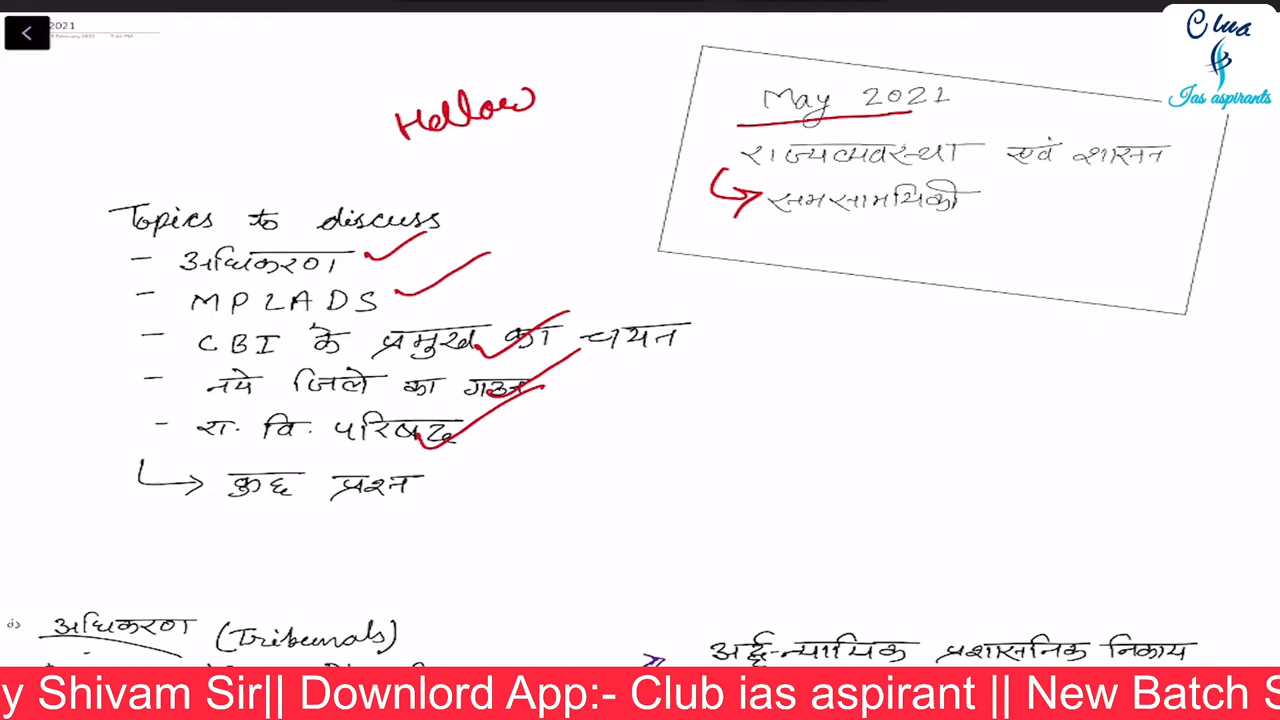 2021
Clua
Ias aspirants
Hellow
May 2021
राज्यव्यवस्था एवं शासन
समसामयिकी
Topics to discuss
- अधिकरण
- MPLADS
- CBI के प्रमुख का चयन
- नये जिले का गठन
- रा. वि. परिषद
कुछ प्रश्न
अधिकरण (Tribunals)
अर्द्ध-न्यायिक प्रशासनिक निकाय
y Shivam Sir|| Downlord App:- Club ias aspirant || New Batch S